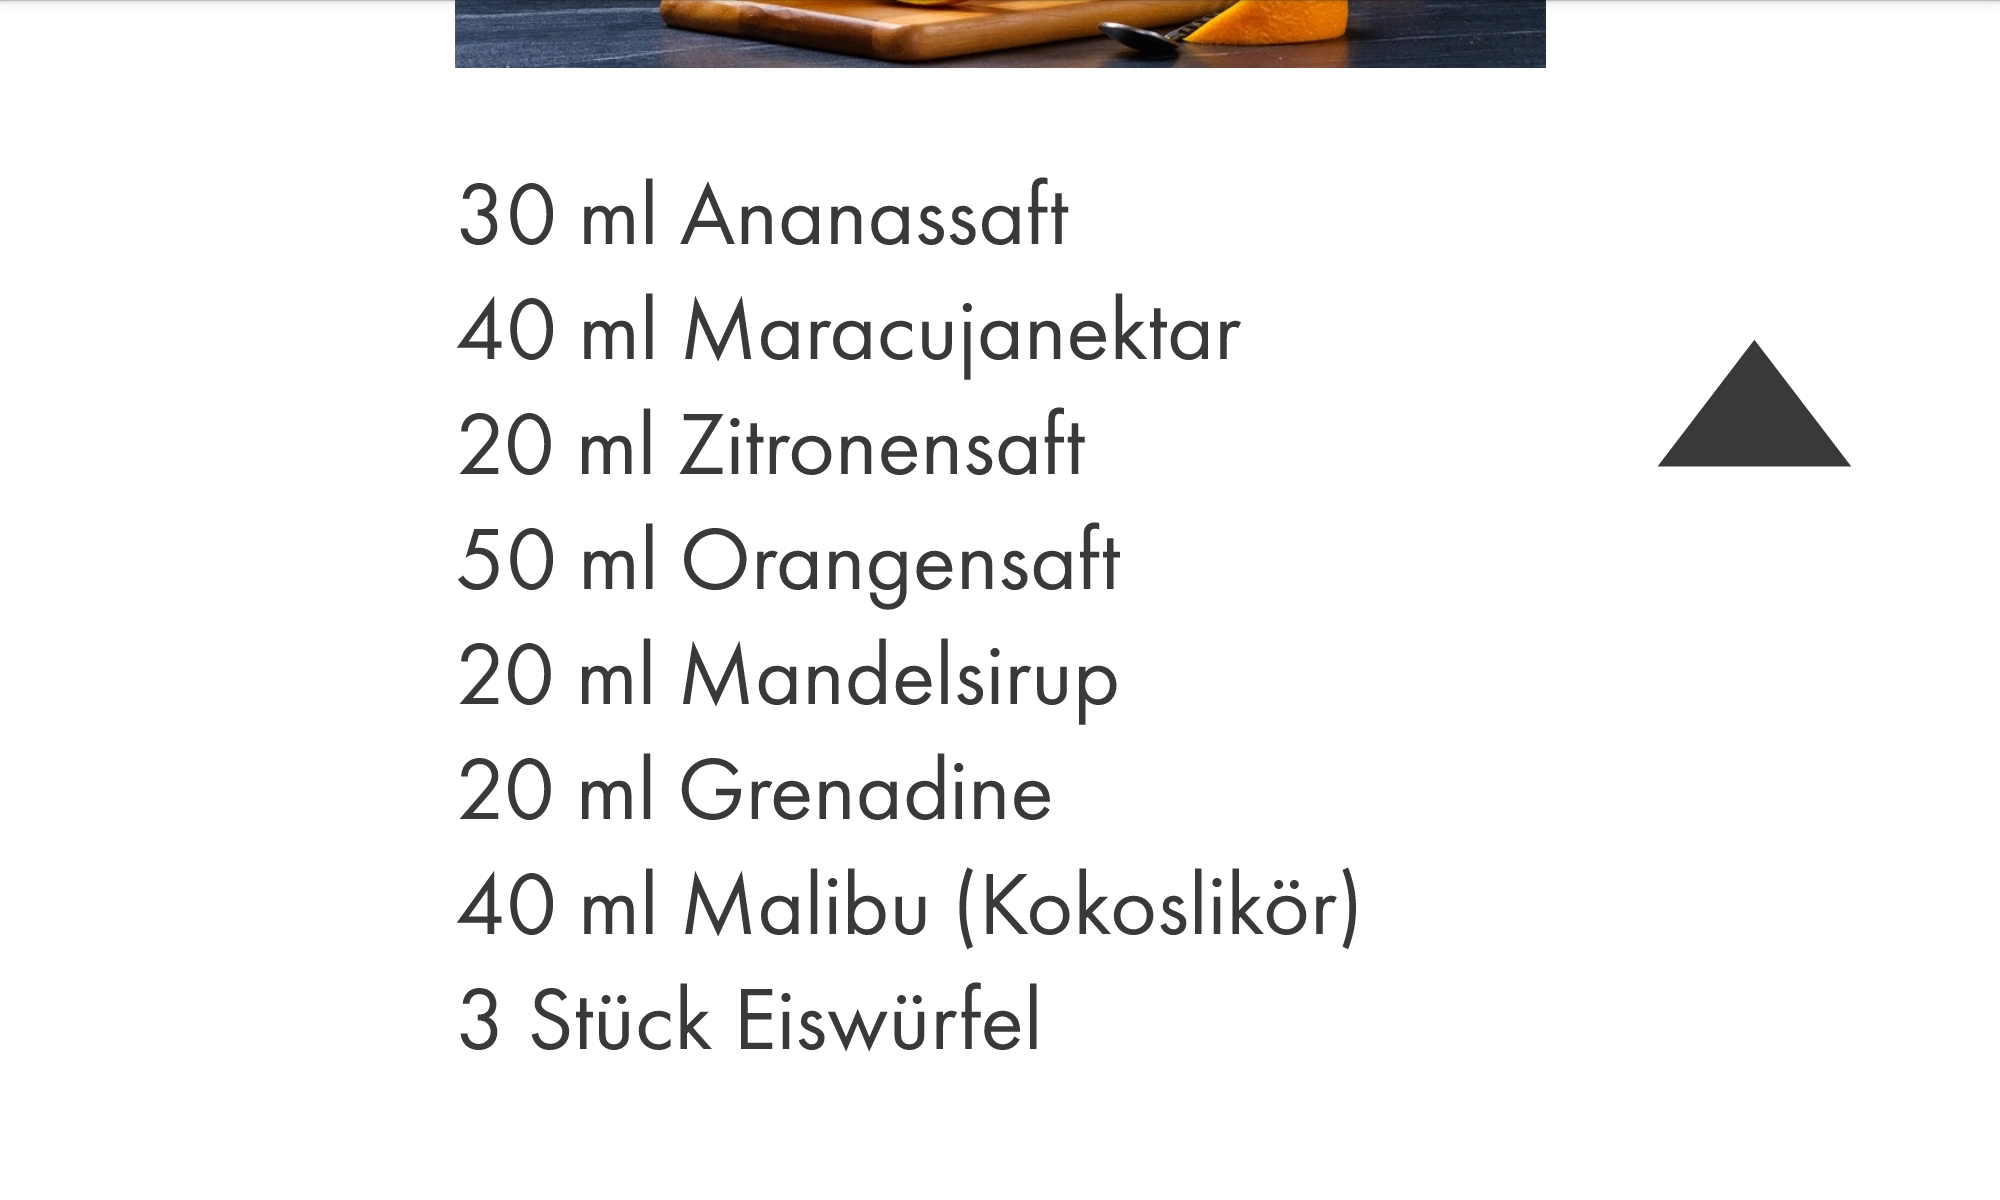 30 ml Ananassaft
40 ml Maracujanektar
20 ml Zitronensaft
50 ml Orangensaft
20 ml Mandelsirup
20 ml Grenadine
40 ml Malibu (Kokoslikör)
3 Stück Eiswürfel